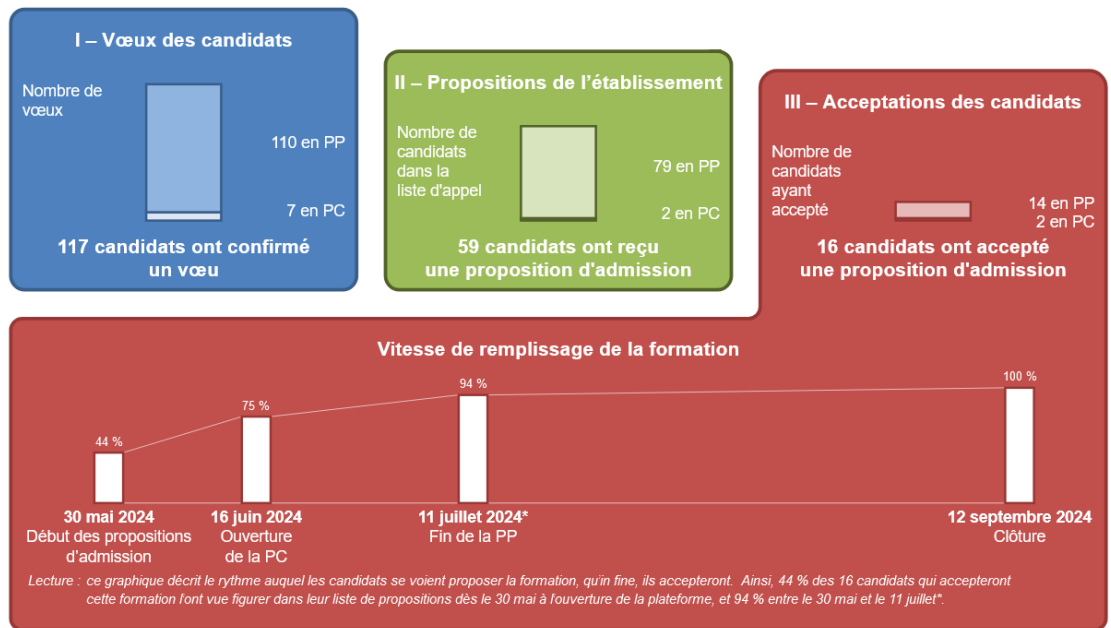 I – Vœux des candidats
Nombre de
vœux
110 en PP
7 en PC
117 candidats ont confirmé
un vœu
II – Propositions de l'établissement
Nombre de
candidats
dans la
liste d'appel
79 en PP
2 en PC
59 candidats ont reçu
une proposition d'admission
III – Acceptations des candidats
Nombre de
candidats
ayant
accepté
14 en PP
2 en PC
16 candidats ont accepté
une proposition d'admission
Vitesse de remplissage de la formation
44 %
75 %
94 %
100 %
30 mai 2024
Début des propositions
d'admission
16 juin 2024
Ouverture
de la PC
11 juillet 2024*
Fin de la PP
12 septembre 2024
Clôture
Lecture : ce graphique décrit le rythme auquel les candidats se voient proposer la formation, qu'in fine, ils accepteront. Ainsi, 44 % des 16 candidats qui accepteront
cette formation l'ont vue figurer dans leur liste de propositions dès le 30 mai à l'ouverture de la plateforme, et 94 % entre le 30 mai et le 11 juillet*.